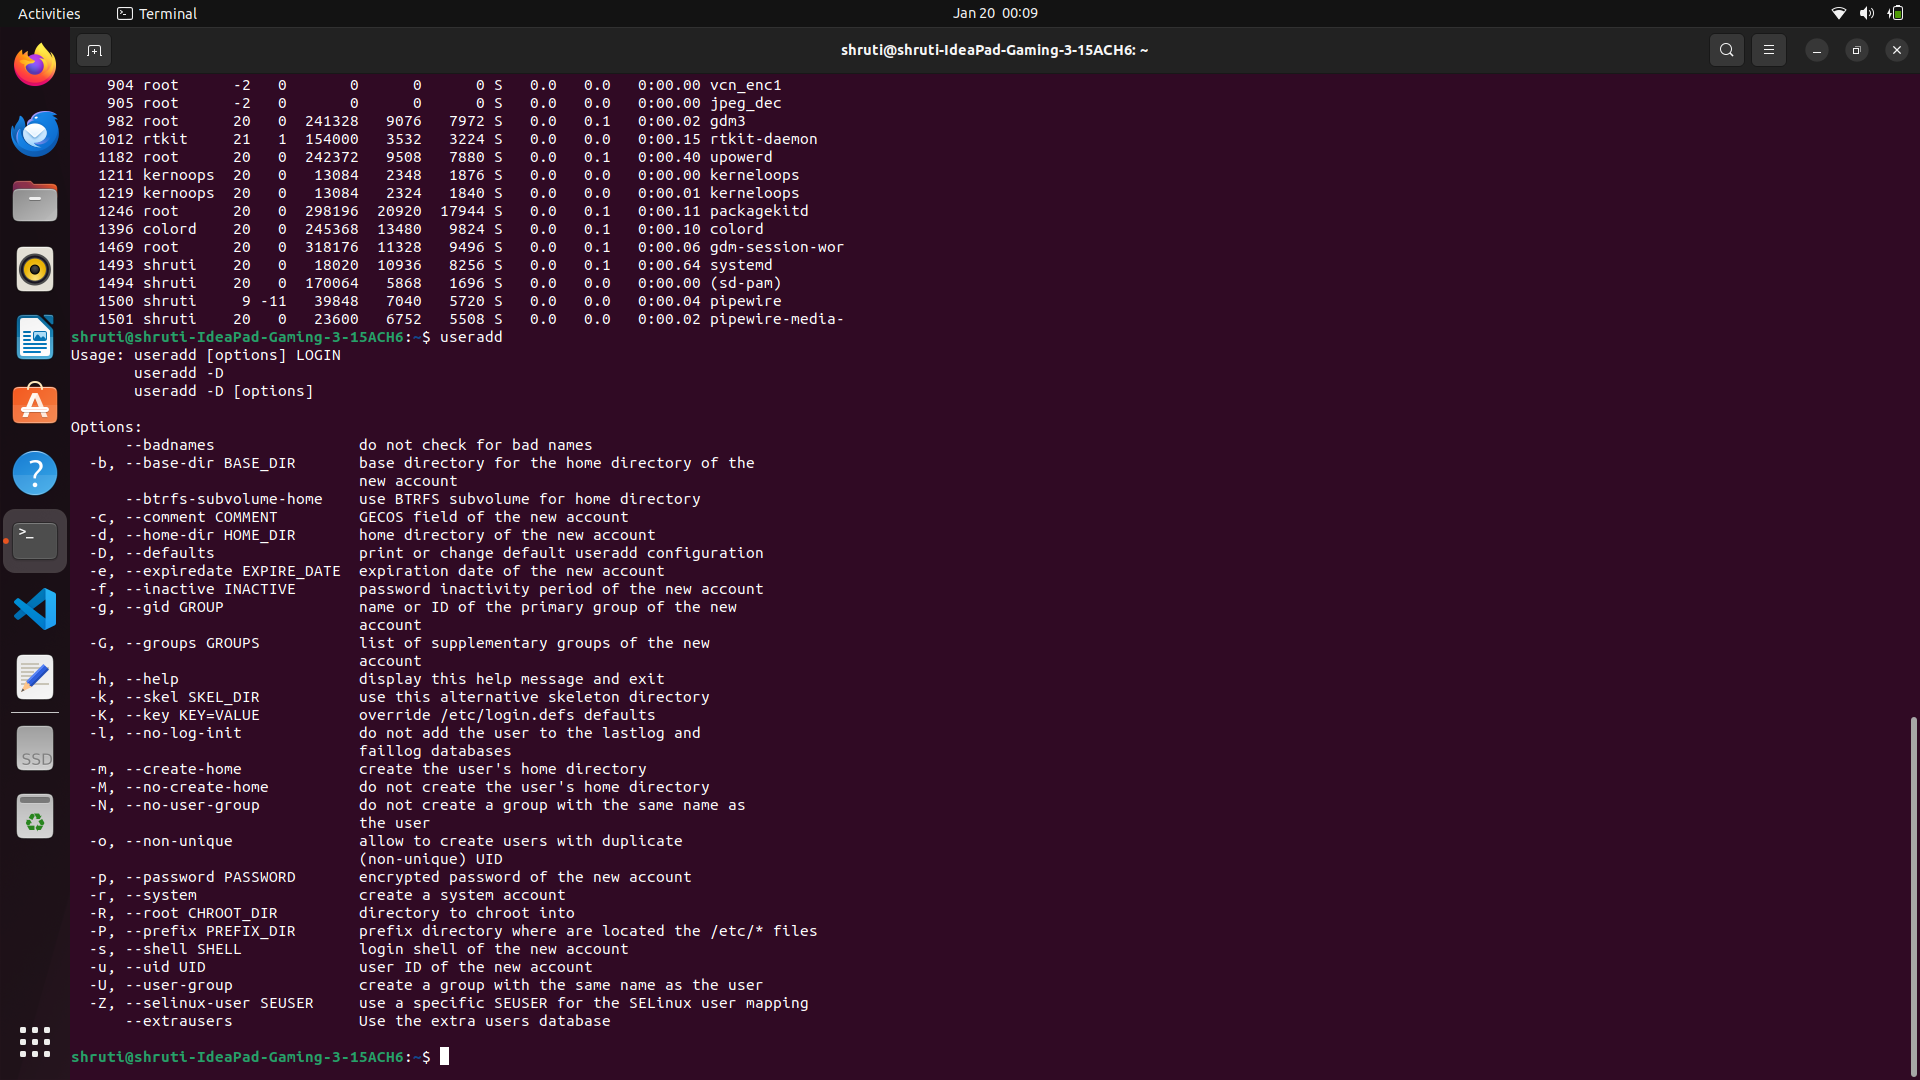 Activities
Terminal
Jan 20 00:09
shruti@shruti-IdeaPad-Gaming-3-15ACH6: ~
904 root -2 0 0 0 0 S 0.0 0.0 0:00.00 vcn_enc1
905 root -2 0 0 0 0 S 0.0 0.0 0:00.00 jpeg_dec
982 root 20 0 241328 9076 7972 S 0.0 0.1 0:00.02 gdm3
1012 rtkit 21 1 154000 3532 3224 S 0.0 0.0 0:00.15 rtkit-daemon
1182 root 20 0 242372 9508 7880 S 0.0 0.1 0:00.40 upowerd
1211 kernoops 20 0 13084 2348 1876 S 0.0 0.0 0:00.00 kerneloops
1219 kernoops 20 0 13084 2324 1840 S 0.0 0.0 0:00.01 kerneloops
1246 root 20 0 298196 20920 17944 S 0.0 0.1 0:00.11 packagekitd
1396 colord 20 0 245368 13480 9824 S 0.0 0.1 0:00.10 colord
1469 root 20 0 318176 11328 9496 S 0.0 0.1 0:00.06 gdm-session-wor
1493 shruti 20 0 18020 10936 8256 S 0.0 0.1 0:00.64 systemd
1494 shruti 20 0 170064 5868 1696 S 0.0 0.0 0:00.00 (sd-pam)
1500 shruti 9 -11 39848 7040 5720 S 0.0 0.0 0:00.04 pipewire
1501 shruti 20 0 23600 6752 5508 S 0.0 0.0 0:00.02 pipewire-media-
shruti@shruti-IdeaPad-Gaming-3-15ACH6:~$ useradd
Usage: useradd [options] LOGIN
useradd -D
useradd -D [options]
Options:
--badnames do not check for bad names
-b, --base-dir BASE_DIR base directory for the home directory of the
new account
--btrfs-subvolume-home use BTRFS subvolume for home directory
-c, --comment COMMENT GECOS field of the new account
-d, --home-dir HOME_DIR home directory of the new account
-D, --defaults print or change default useradd configuration
-e, --expiredate EXPIRE_DATE expiration date of the new account
-f, --inactive INACTIVE password inactivity period of the new account
-g, --gid GROUP name or ID of the primary group of the new
account
-G, --groups GROUPS list of supplementary groups of the new
account
-h, --help display this help message and exit
-k, --skel SKEL_DIR use this alternative skeleton directory
-K, --key KEY=VALUE override /etc/login.defs defaults
-l, --no-log-init do not add the user to the lastlog and
faillog databases
-m, --create-home create the user's home directory
-M, --no-create-home do not create the user's home directory
-N, --no-user-group do not create a group with the same name as
the user
-o, --non-unique allow to create users with duplicate
(non-unique) UID
-p, --password PASSWORD encrypted password of the new account
-r, --system create a system account
-R, --root CHROOT_DIR directory to chroot into
-P, --prefix PREFIX_DIR prefix directory where are located the /etc/* files
-s, --shell SHELL login shell of the new account
-u, --uid UID user ID of the new account
-U, --user-group create a group with the same name as the user
-Z, --selinux-user SEUSER use a specific SEUSER for the SELinux user mapping
--extrausers Use the extra users database
shruti@shruti-IdeaPad-Gaming-3-15ACH6:~$
SSD